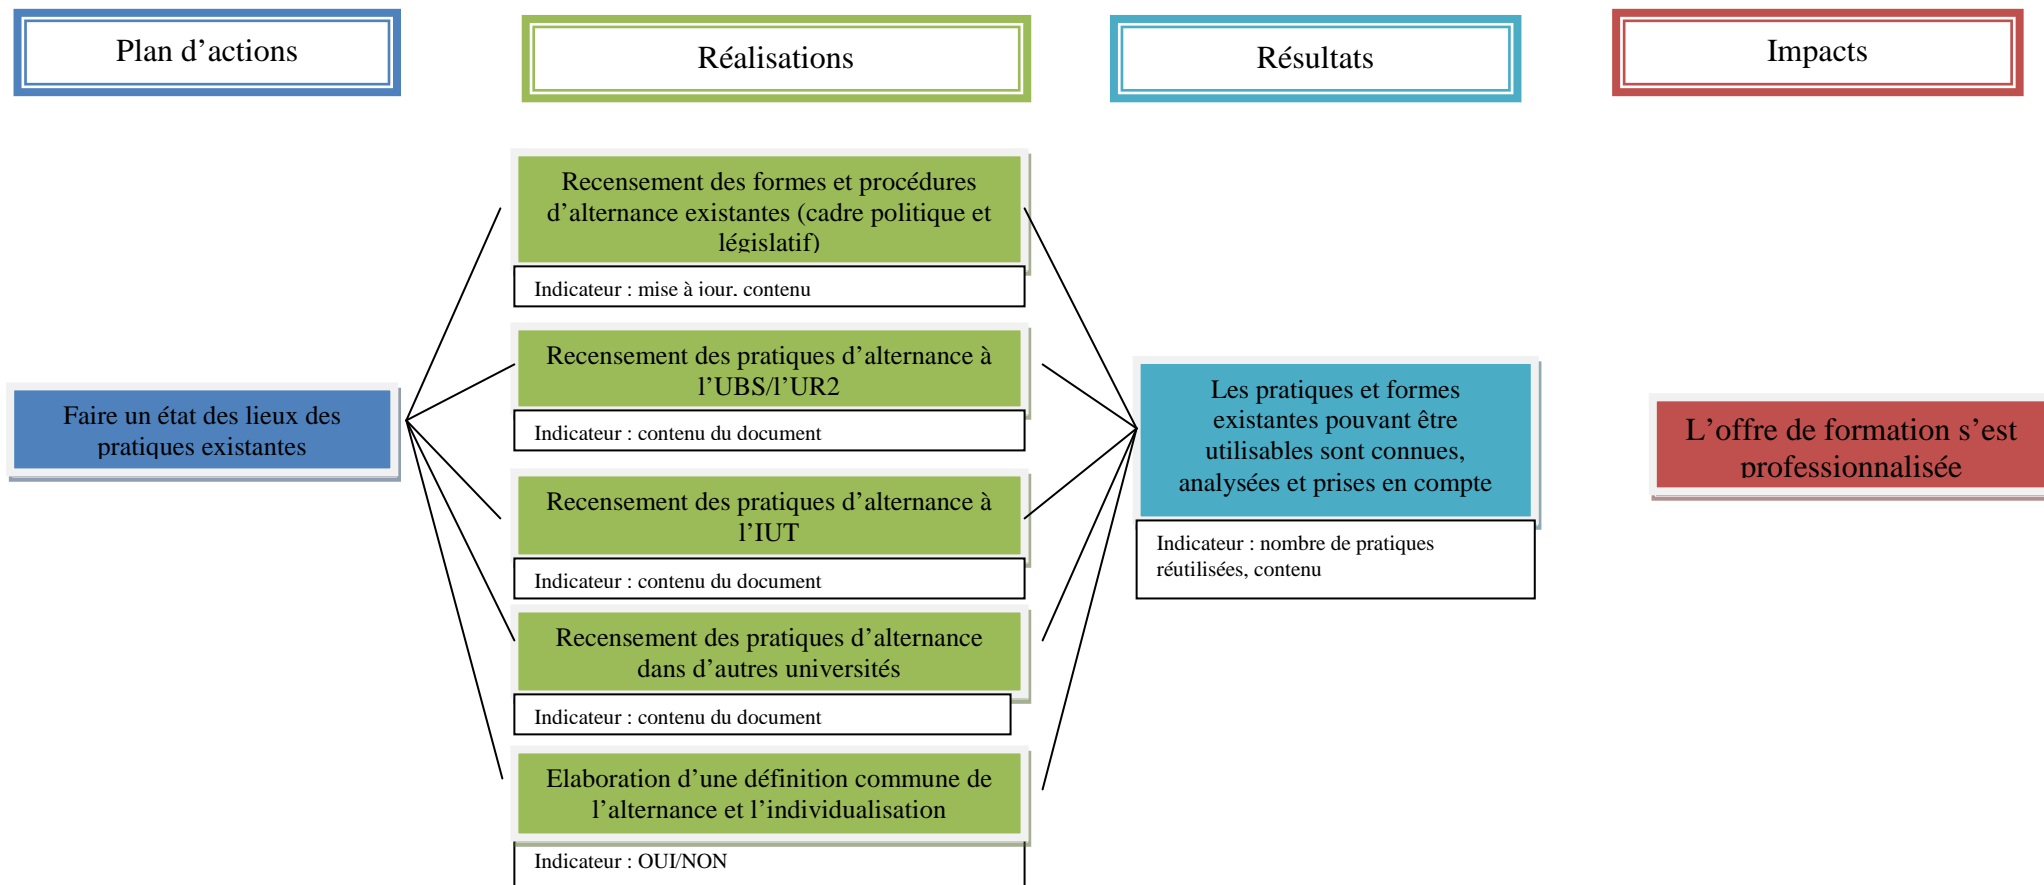 Plan d’actions
Réalisations
Résultats
Impacts
Recensement des formes et procédures
d’alternance existantes (cadre politique et
législatif)
Indicateur : mise à jour, contenu
Recensement des pratiques d’alternance à
l’UBS/l’UR2
Indicateur : contenu du document
Recensement des pratiques d’alternance à
l’IUT
Indicateur : contenu du document
Recensement des pratiques d’alternance
dans d’autres universités
Indicateur : contenu du document
Elaboration d’une définition commune de
l’alternance et l’individualisation
Indicateur : OUI/NON
Faire un état des lieux des
pratiques existantes
Les pratiques et formes
existantes pouvant être
utilisables sont connues,
analysées et prises en compte
Indicateur : nombre de pratiques
réutilisées, contenu
L’offre de formation s’est
professionnalisée